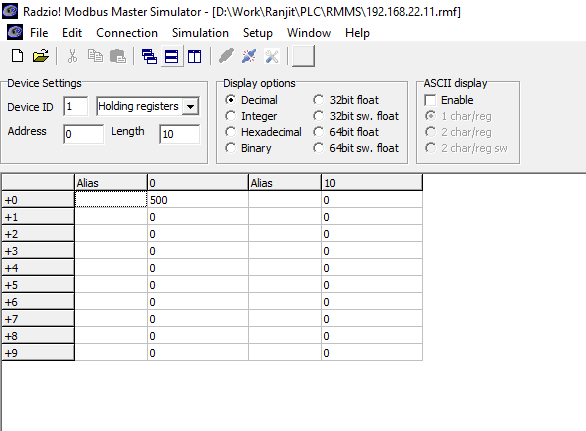 Radzio! Modbus Master Simulator - [D:\Work\Ranjit\PLC\RMMS\192.168.22.11.rmf]
File Edit Connection Simulation Setup Window Help
Device Settings
Device ID 1 Holding registers
Address 0 Length 10
Display options
Decimal 32bit float
Integer 32bit sw. float
Hexadecimal 64bit float
Binary 64bit sw. float
ASCII display
Enable
1 char/reg
2 char/reg
2 char/reg sw
Alias 0 Alias 10
+0 500 0
+1 0 0
+2 0 0
+3 0 0
+4 0 0
+5 0 0
+6 0 0
+7 0 0
+8 0 0
+9 0 0